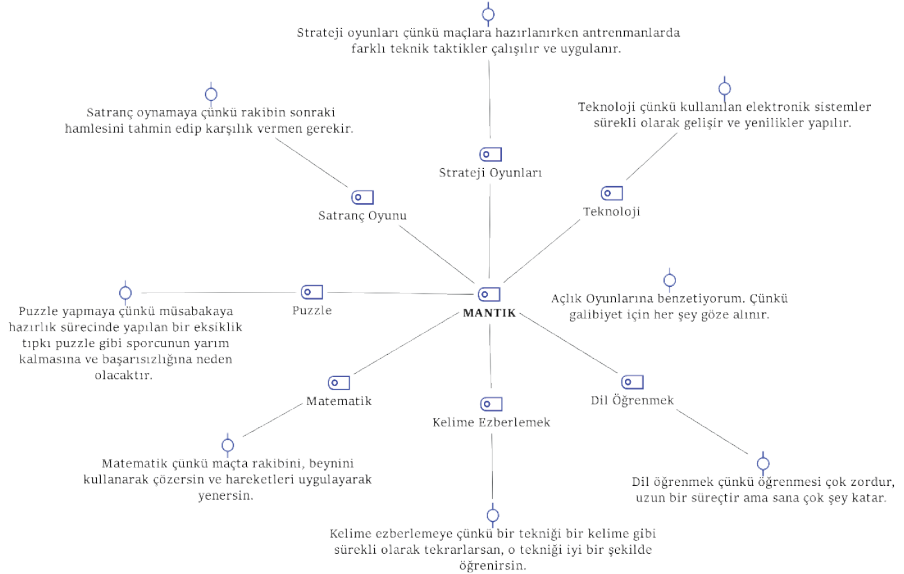 Strateji oyunları çünkü maçlara hazırlanırken antrenmanlarda
farklı teknik taktikler çalışılır ve uygulanır.
Satranç oynamaya çünkü rakibin sonraki
hamlesini tahmin edip karşılık vermen gerekir.
Teknoloji çünkü kullanılan elektronik sistemler
sürekli olarak gelişir ve yenilikler yapılır.
Strateji Oyunları
Satranç Oyunu
Teknoloji
Puzzle yapmaya çünkü müsabakaya
hazırlık sürecinde yapılan bir eksiklik
tıpkı puzzle gibi sporcunun yarım
kalmasına ve başarısızlığına neden
olacaktır.
Puzzle
MANTIK
Açlık Oyunlarına benzetiyorum. Çünkü
galibiyet için her şey göze alınır.
Matematik
Kelime Ezberlemek
Dil Öğrenmek
Matematik çünkü maçta rakibini, beynini
kullanarak çözersin ve hareketleri uygulayarak
yenersin.
Dil öğrenmek çünkü öğrenmesi çok zordur,
uzun bir süreçtir ama sana çok şey katar.
Kelime ezberlemeye çünkü bir tekniği bir kelime gibi
sürekli olarak tekrarlarsan, o tekniği iyi bir şekilde
öğrenirsin.